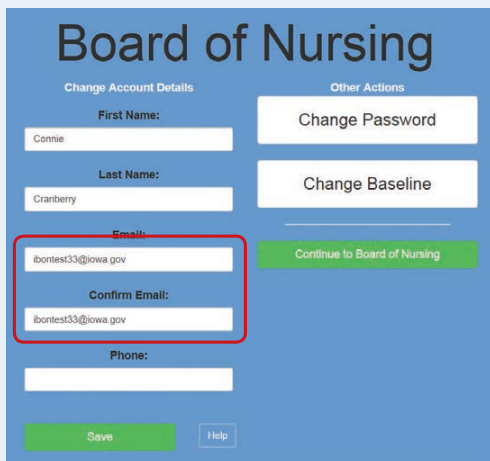 Board of Nursing
Change Account Details
First Name:
Connie
Last Name:
Cranberry
Email:
ibontest33@iowa.gov
Confirm Email:
ibontest33@iowa.gov
Phone:
Save
Help
Other Actions
Change Password
Change Baseline
Continue to Board of Nursing